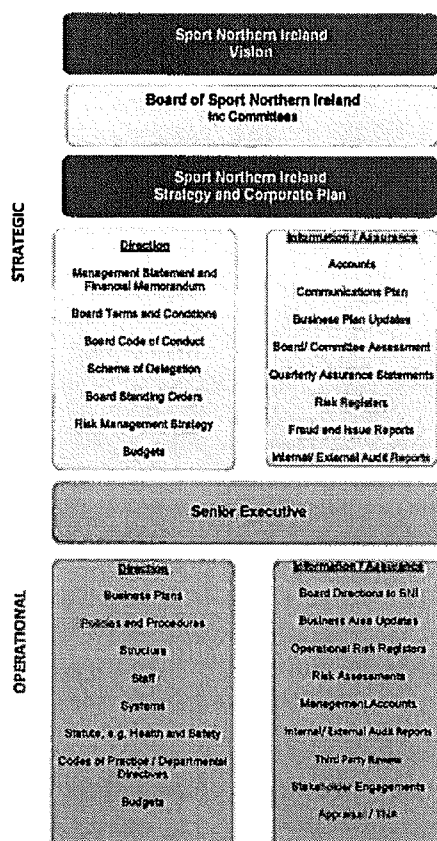 Sport Northern Ireland
Vision
Board of Sport Northern Ireland
Inc Committees
Sport Northern Ireland
Strategy and Corporate Plan
STRATEGIC
Direction
Management Statement and
Financial Memorandum
Board Terms and Conditions
Board Code of Conduct
Scheme of Delegation
Board Standing Orders
Risk Management Strategy
Budgets
Information / Assurance
Accounts
Communications Plan
Business Plan Updates
Board/ Committee Assessment
Quarterly Assurance Statements
Risk Registers
Fraud and Issue Reports
Internal/ External Audit Reports
Senior Executive
OPERATIONAL
Direction
Business Plans
Policies and Procedures
Structure
Staff
Systems
Statute, e.g. Health and Safety
Codes of Practice / Departmental
Directives
Budgets
Information / Assurance
Board Directions to SNI
Business Area Updates
Operational Risk Registers
Risk Assessments
Management Accounts
Internal/ External Audit Reports
Third Party Review
Stakeholder Engagements
Appraisal / TNA